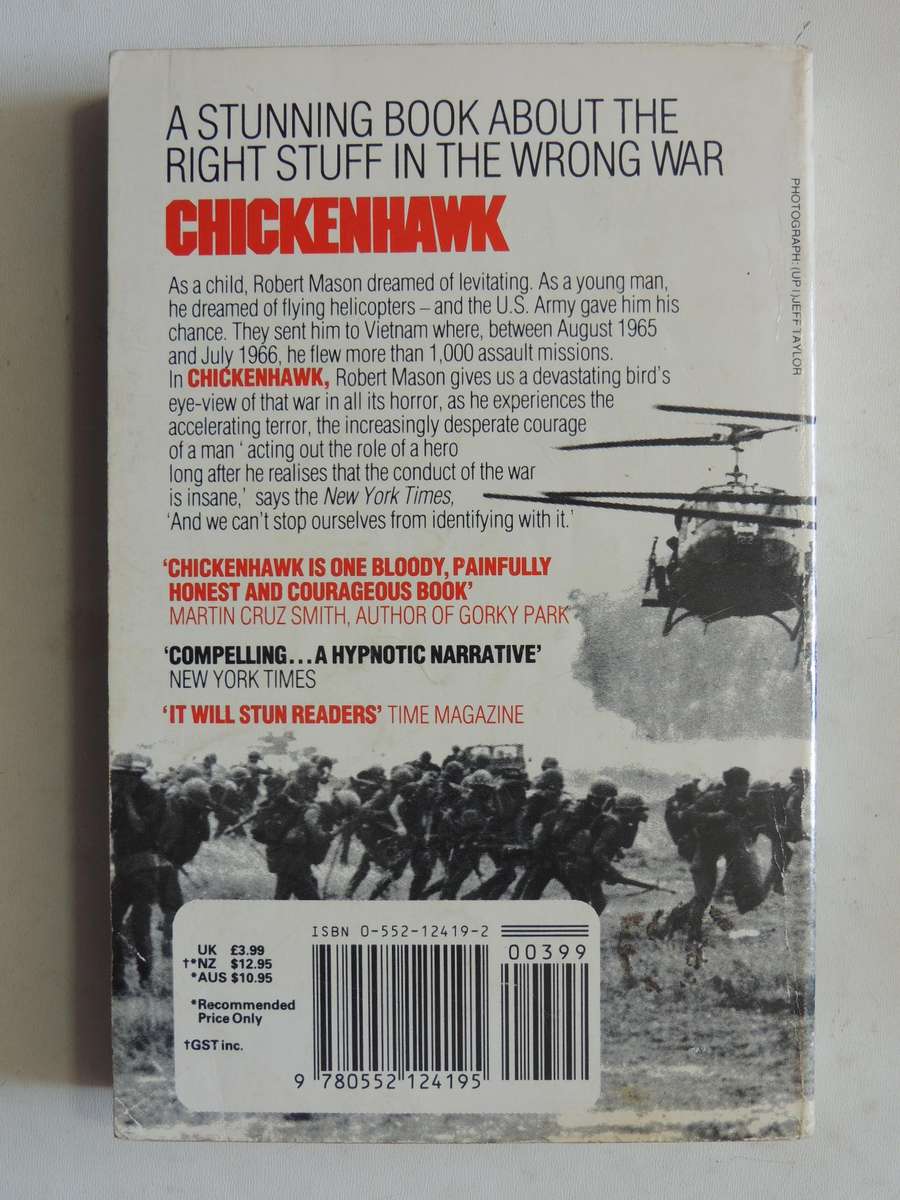 A STUNNING BOOK ABOUT THE
RIGHT STUFF IN THE WRONG WAR
CHICKENHAWK
As a child, Robert Mason dreamed of levitating. As a young man,
he dreamed of flying helicopters – and the U.S. Army gave him his
chance. They sent him to Vietnam where, between August 1965
and July 1966, he flew more than 1,000 assault missions.
In CHICKENHAWK, Robert Mason gives us a devastating bird's
eye-view of that war in all its horror, as he experiences the
accelerating terror, the increasingly desperate courage
of a man ' acting out the role of a hero
long after he realises that the conduct of the war
is insane,' says the New York Times,
'And we can't stop ourselves from identifying with it.'
'CHICKENHAWK IS ONE BLOODY, PAINFULLY
HONEST AND COURAGEOUS BOOK'
MARTIN CRUZ SMITH, AUTHOR OF GORKY PARK
'COMPELLING...A HYPNOTIC NARRATIVE'
NEW YORK TIMES
'IT WILL STUN READERS' TIME MAGAZINE
PHOTOGRAPH: (UPI) JEFF TAYLOR
UK £3.99
†*NZ $12.95
*AUS $10.95
*Recommended
Price Only
†GST inc.
ISBN 0-552-12419-2
00399
9 780552 124195